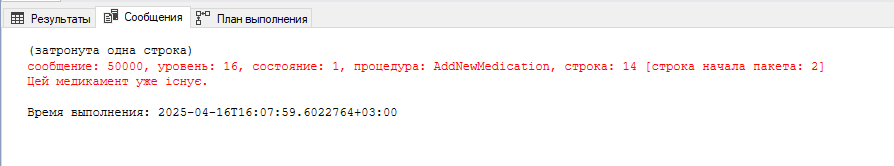 Результаты Сообщения План выполнения
(затронута одна строка)
сообщение: 50000, уровень: 16, состояние: 1, процедура: AddNewMedication, строка: 14 [строка начала пакета: 2]
Цей медикамент уже існує.
Время выполнения: 2025-04-16T16:07:59.6022764+03:00